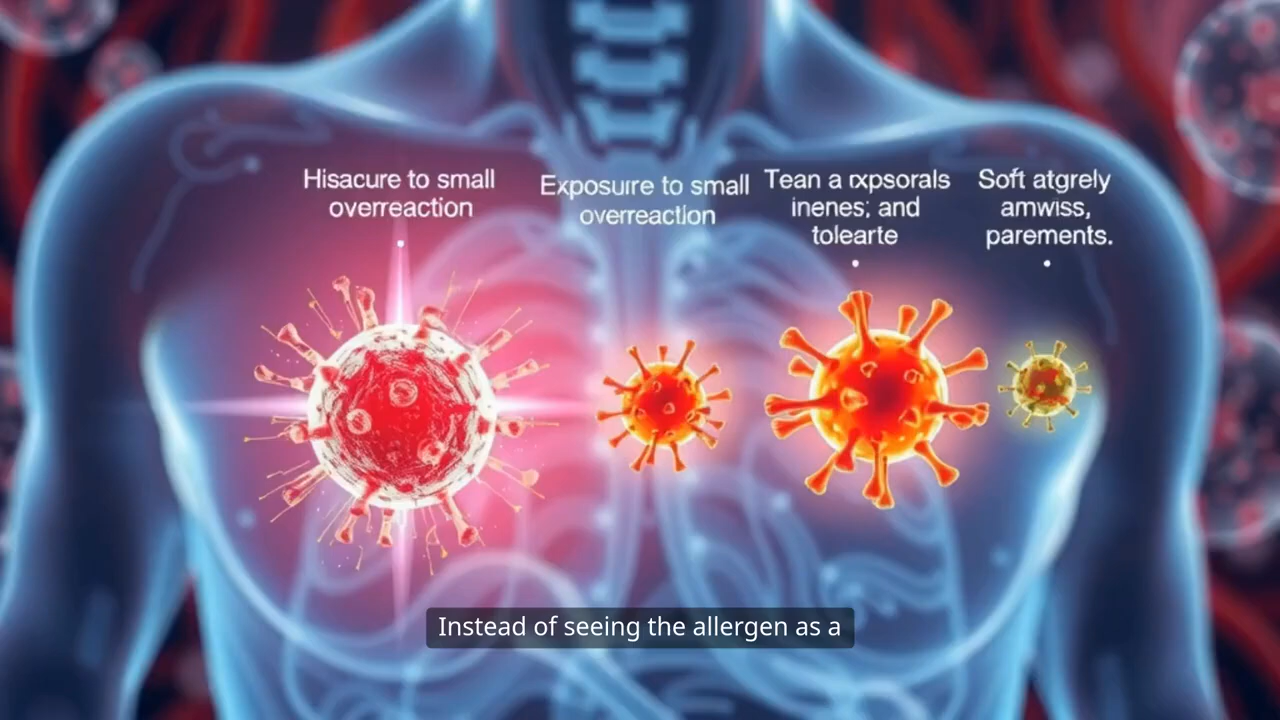 Hisacure to small
overreaction
Exposurre to small
overreaction
Tean a rxpsorals
inenes; and
tolearte
Soft atgrely
amwiss,
parements.
Instead of seeing the allergen as a